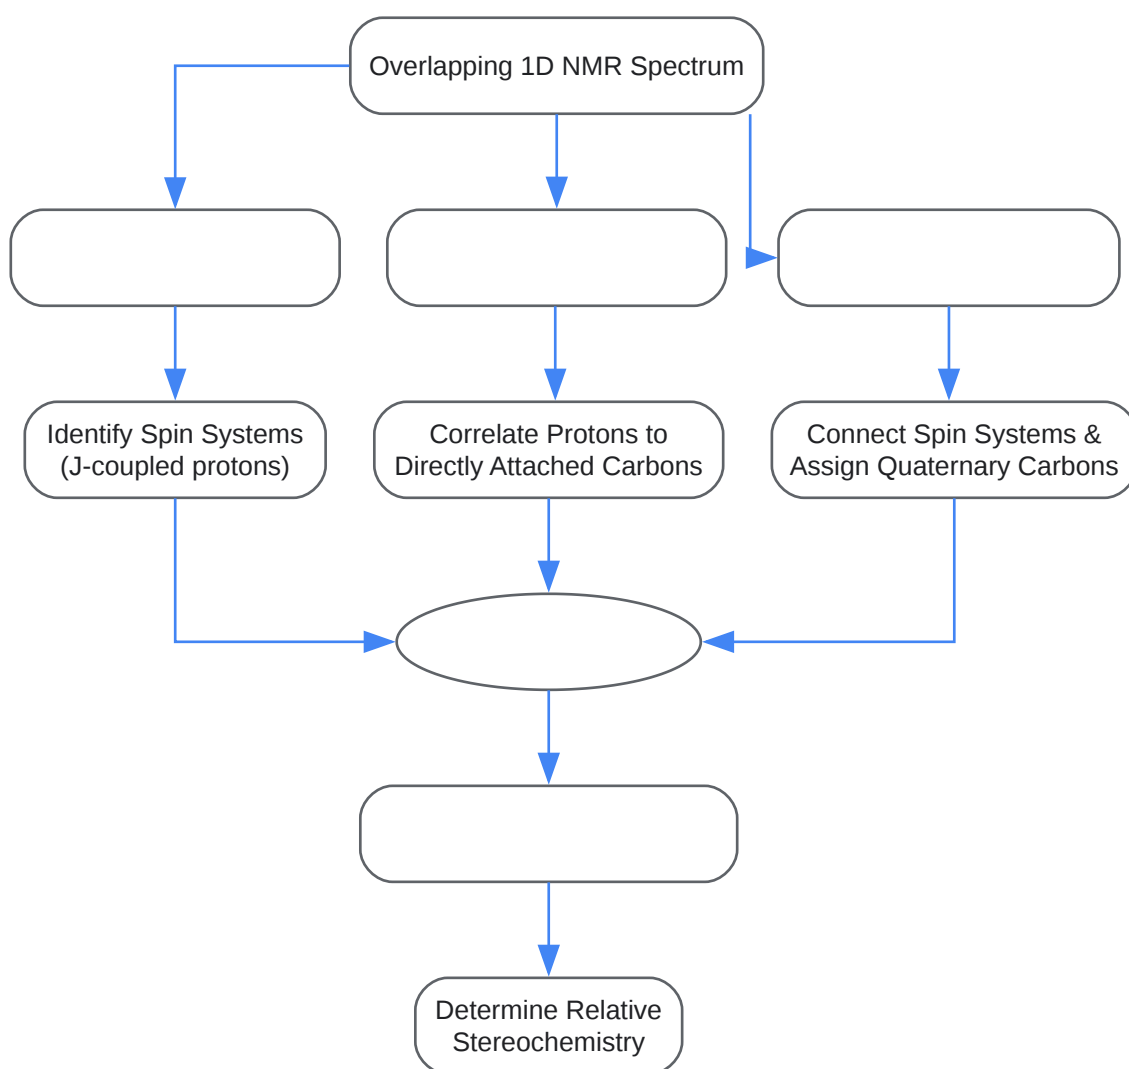 Overlapping 1D NMR Spectrum
Identify Spin Systems
(J-coupled protons)
Correlate Protons to
Directly Attached Carbons
Connect Spin Systems &
Assign Quaternary Carbons
Determine Relative
Stereochemistry